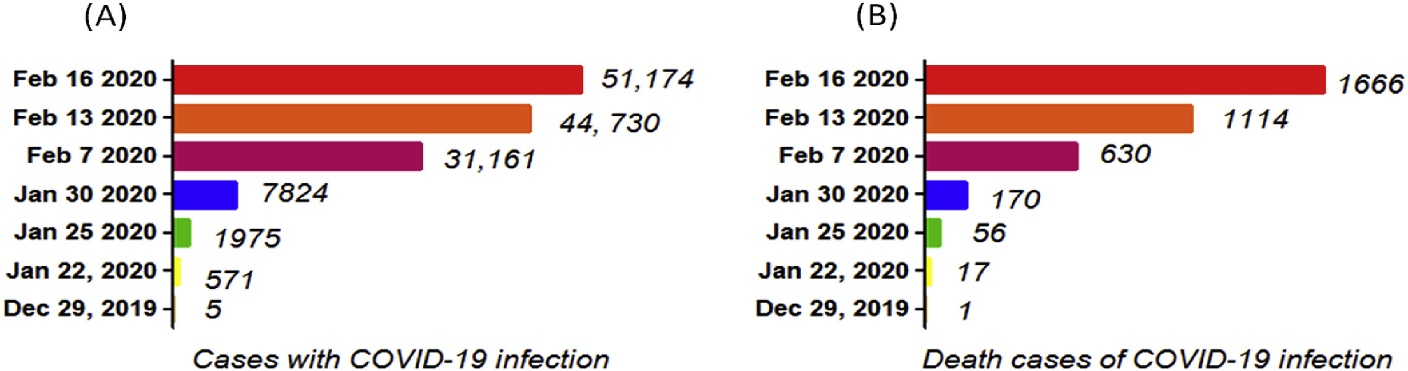 (A)
Feb 16 2020 51,174
Feb 13 2020 44, 730
Feb 7 2020 31,161
Jan 30 2020 7824
Jan 25 2020 1975
Jan 22, 2020 571
Dec 29, 2019 5
Cases with COVID-19 infection
(B)
Feb 16 2020 1666
Feb 13 2020 1114
Feb 7 2020 630
Jan 30 2020 170
Jan 25 2020 56
Jan 22, 2020 17
Dec 29, 2019 1
Death cases of COVID-19 infection